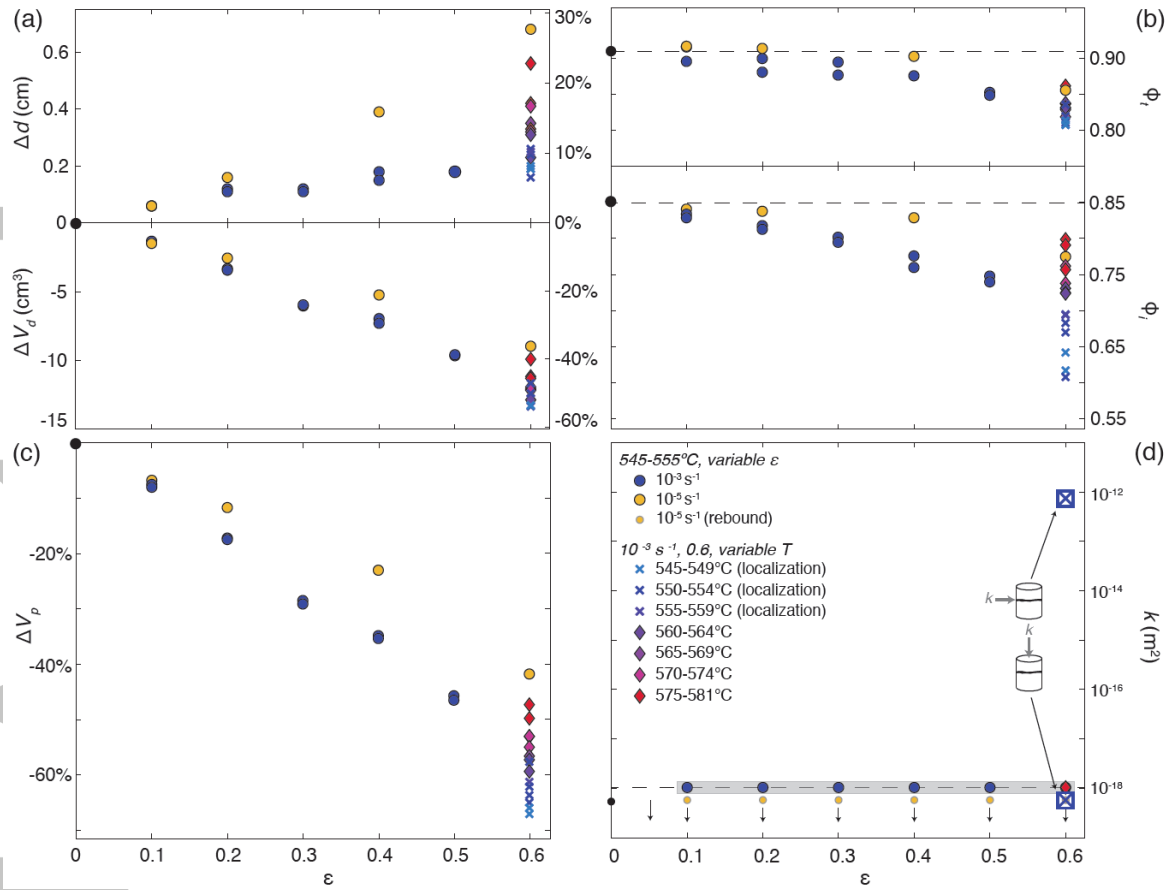 (a)
0.6
0.4
0.2
0
Δd (cm)
30%
20%
10%
0%
0
-5
-10
-15
ΔV_d (cm³)
-20%
-40%
-60%
(b)
0.90
0.80
ϕ_t
0.85
0.75
0.65
0.55
ϕ_i
(c)
-20%
-40%
-60%
ΔV_p
0
0.1
0.2
0.3
0.4
0.5
0.6
ε
(d)
545-555ºC, variable ε
10⁻³ s⁻¹
10⁻⁵ s⁻¹
10⁻⁵ s⁻¹ (rebound)
10⁻³ s⁻¹, 0.6, variable T
545-549°C (localization)
550-554°C (localization)
555-559°C (localization)
560-564°C
565-569°C
570-574°C
575-581°C
k
k
10⁻¹²
10⁻¹⁴
10⁻¹⁶
10⁻¹⁸
k (m²)
0
0.1
0.2
0.3
0.4
0.5
0.6
ε